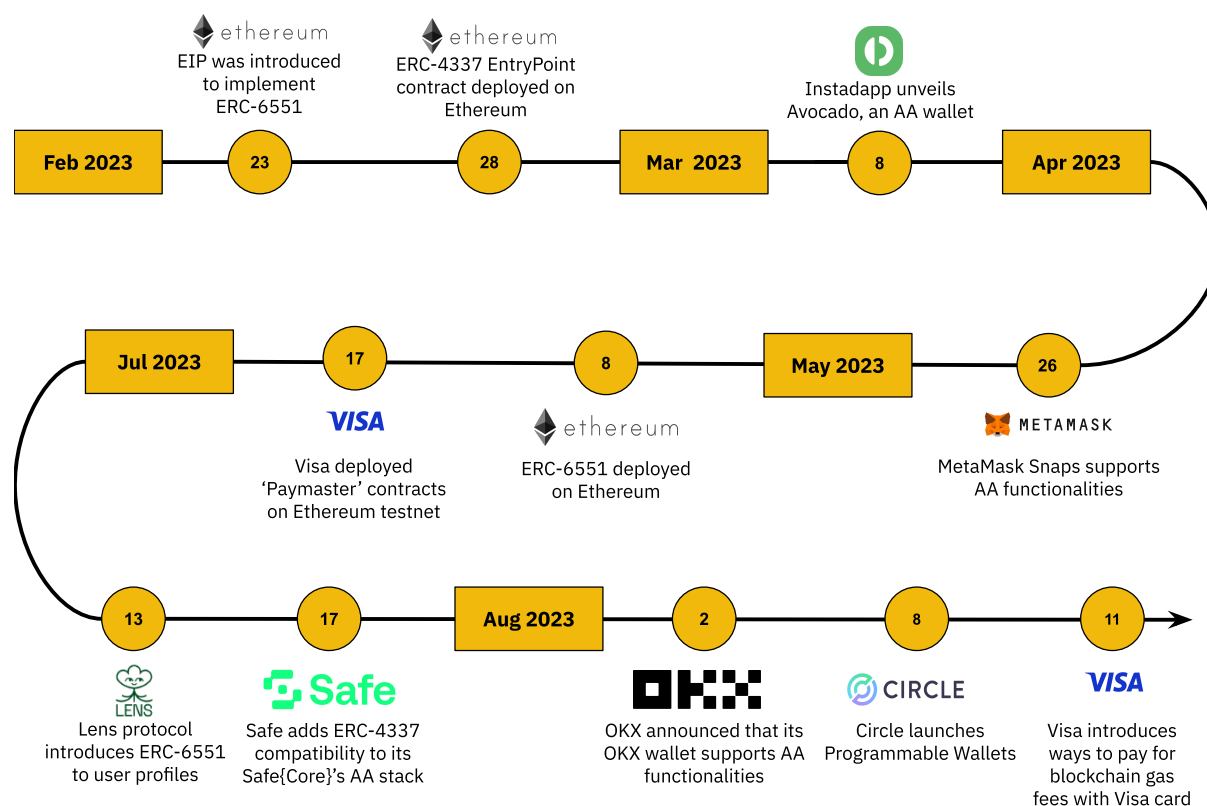 ethereum
EIP was introduced
to implement
ERC-6551
ethereum
ERC-4337 EntryPoint
contract deployed on
Ethereum
Instadapp unveils
Avocado, an AA wallet
Feb 2023
23
28
Mar 2023
8
Apr 2023
Jul 2023
17
8
May 2023
26
VISA
Visa deployed
‘Paymaster’ contracts
on Ethereum testnet
ethereum
ERC-6551 deployed
on Ethereum
METAMASK
MetaMask Snaps supports
AA functionalities
13
17
Aug 2023
2
8
11
LENS
Lens protocol
introduces ERC-6551
to user profiles
Safe
Safe adds ERC-4337
compatibility to its
Safe{Core}’s AA stack
OKX
OKX announced that its
OKX wallet supports AA
functionalities
CIRCLE
Circle launches
Programmable Wallets
VISA
Visa introduces
ways to pay for
blockchain gas
fees with Visa card